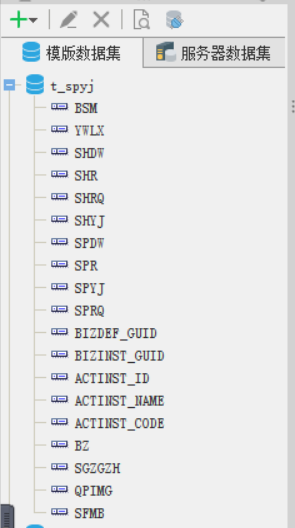 模版数据集 服务器数据集
t_spyj
BSM
YWLX
SHDW
SHR
SHRQ
SHYJ
SPDW
SPR
SPYJ
SPRQ
BIZDEF_GUID
BIZINST_GUID
ACTINST_ID
ACTINST_NAME
ACTINST_CODE
BZ
SGZGZH
QPIMG
SFMB